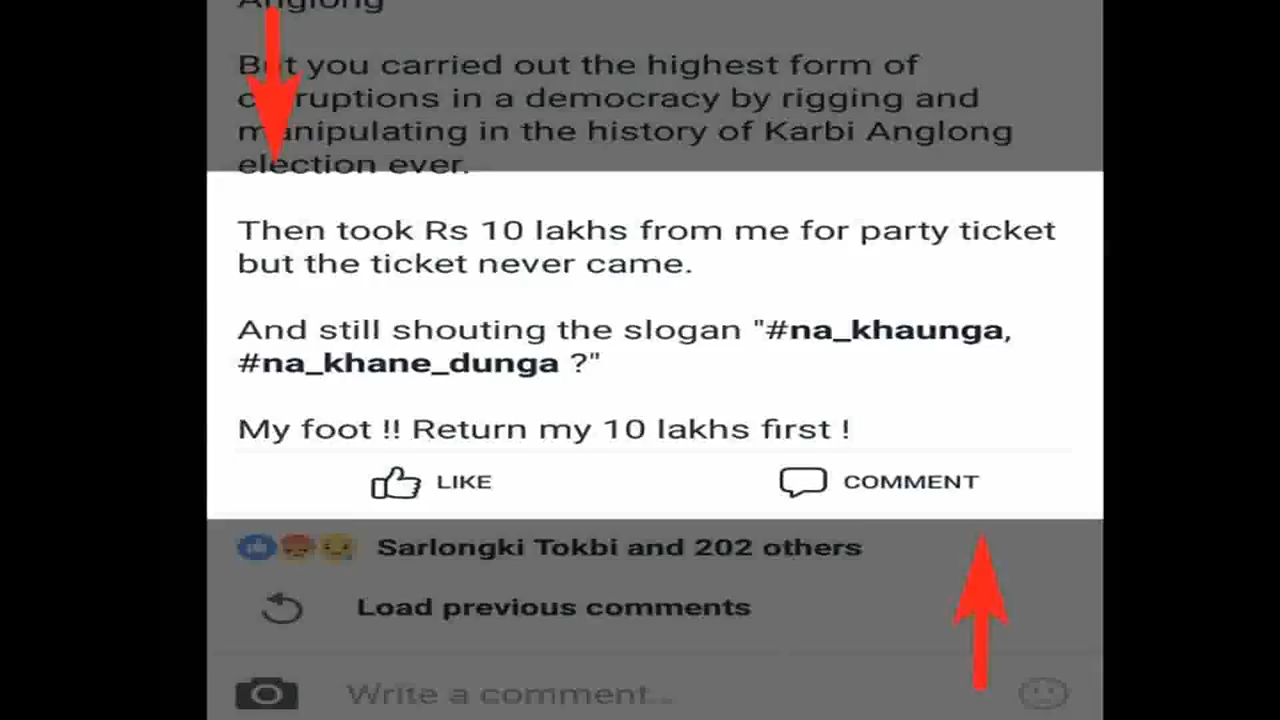 Anglong
But you carried out the highest form of
corruptions in a democracy by rigging and
manipulating in the history of Karbi Anglong
election ever.
Then took Rs 10 lakhs from me for party ticket
but the ticket never came.
And still shouting the slogan "#na_khaunga,
#na_khane_dunga ?"
My foot !! Return my 10 lakhs first !
LIKE
COMMENT
Sarlongki Tokbi and 202 others
Load previous comments
Write a comment...